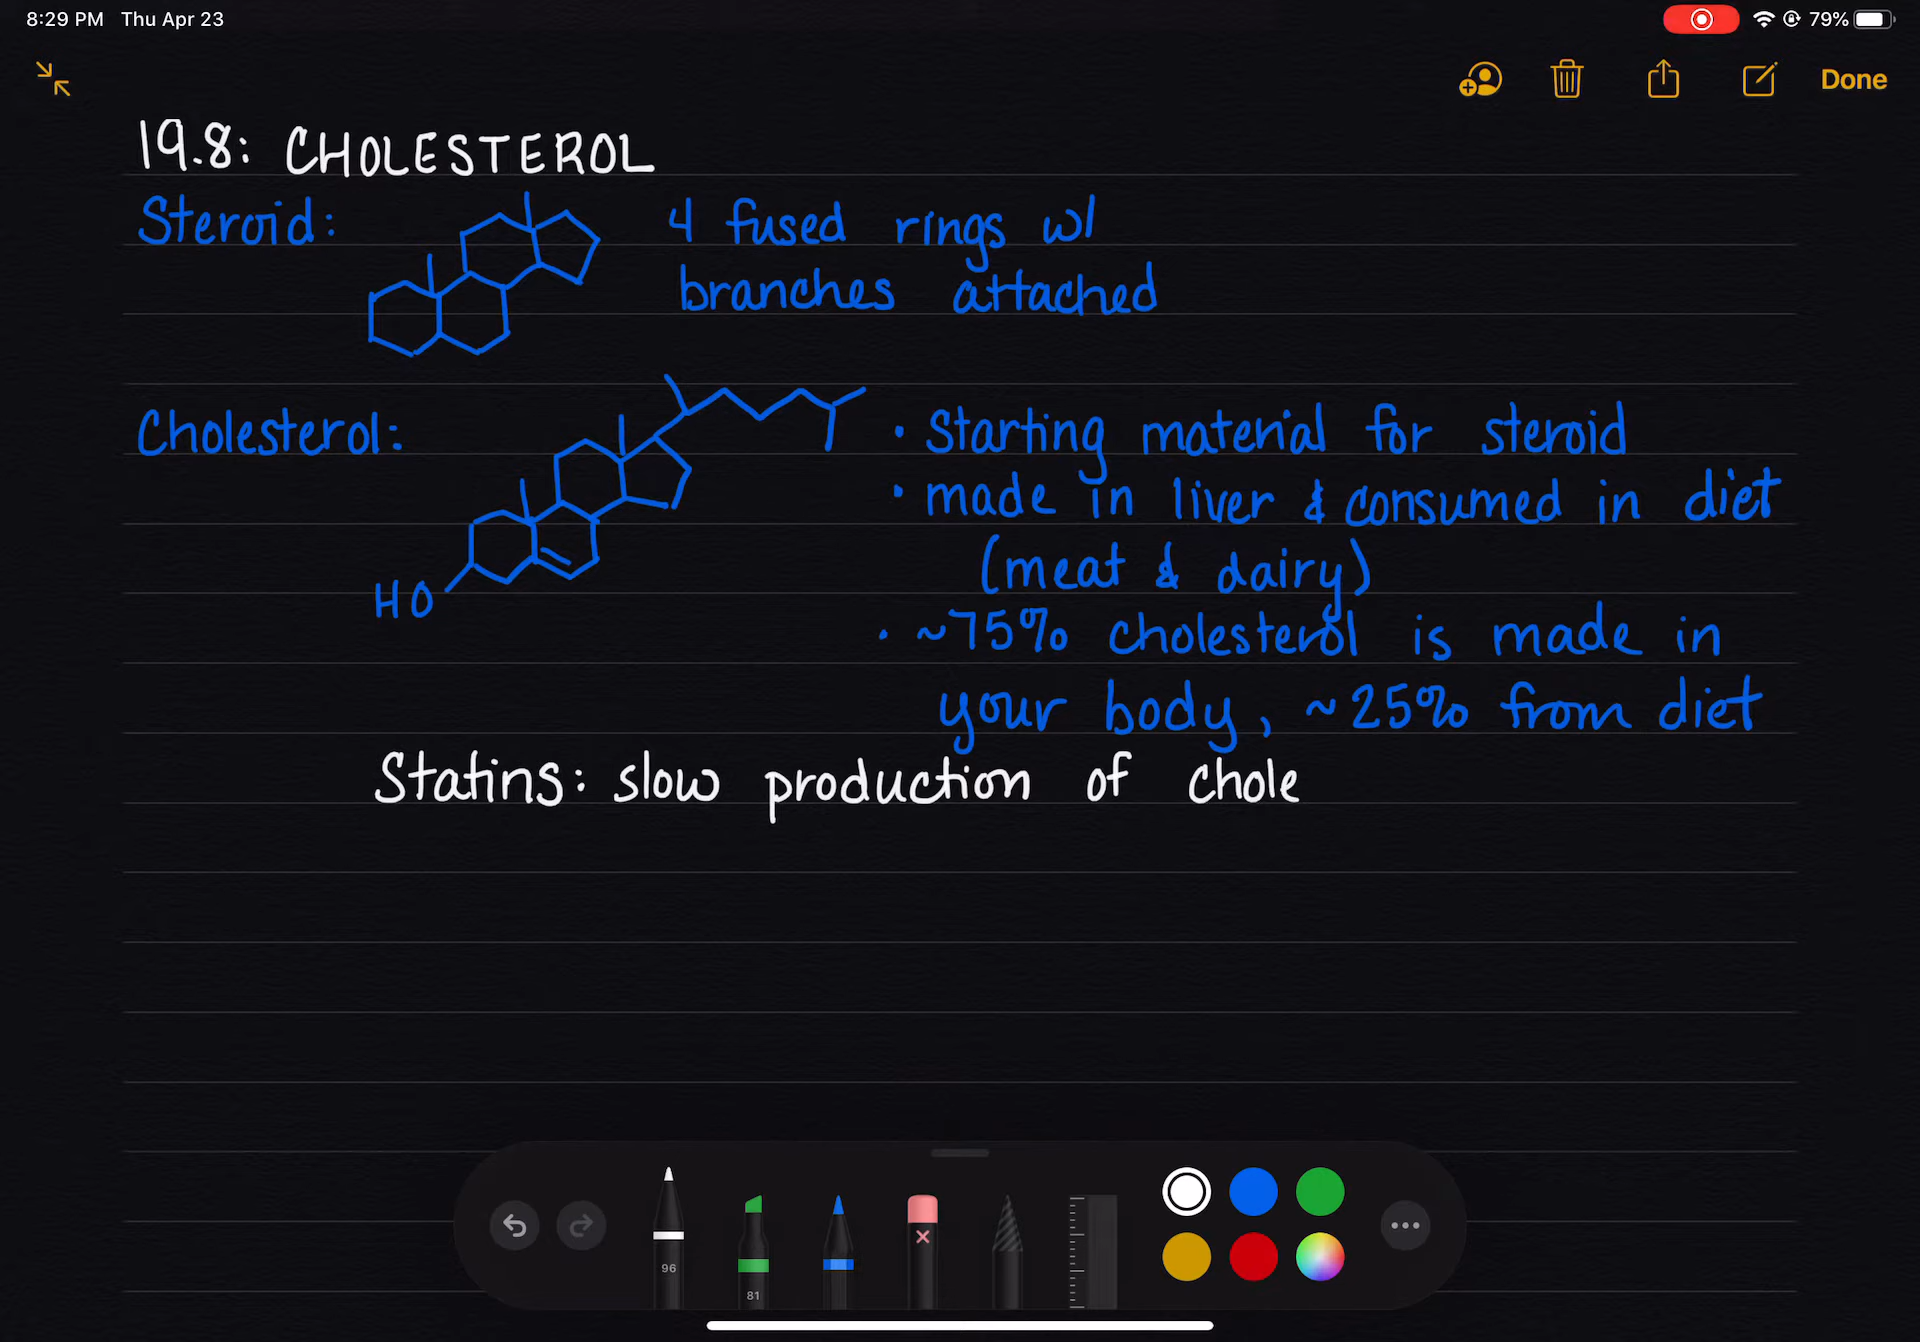 8:29 PM Thu Apr 23 79%
Done
19.8: CHOLESTEROL
Steroid: 4 fused rings w/
branches attached
Cholesterol: • Starting material for steroid
• made in liver & consumed in diet
(meat & dairy)
HO
• ~75% cholesterol is made in
your body, ~25% from diet
Statins: slow production of chole
96
81